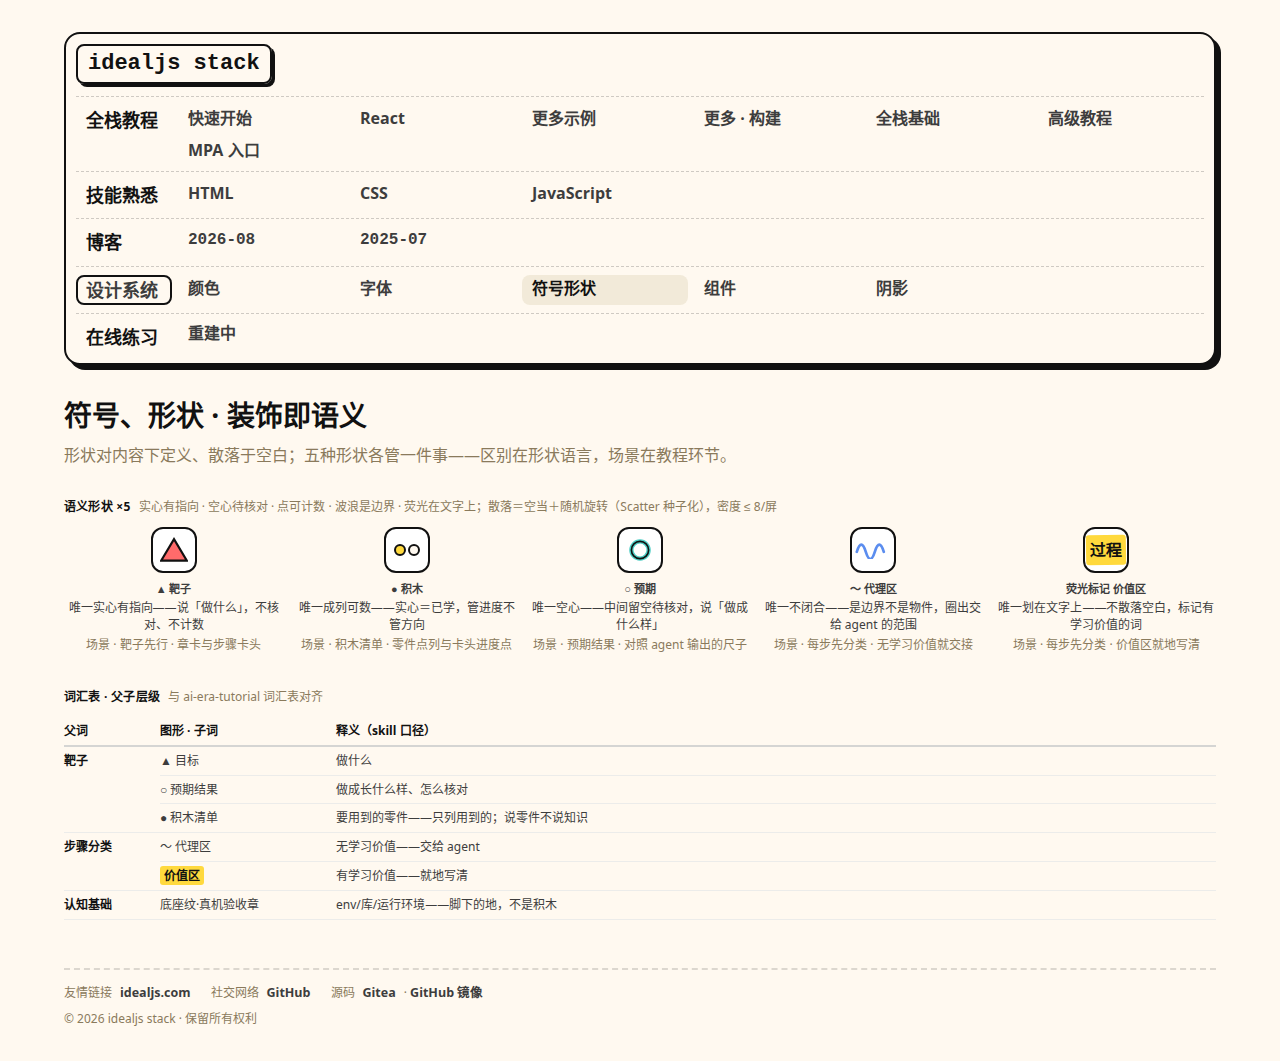 idealjs stack
全栈教程 快速开始 React 更多示例 更多 · 构建 全栈基础 高级教程
MPA 入口
技能熟悉 HTML CSS JavaScript
博客 2026-08 2025-07
设计系统 颜色 字体 符号形状 组件 阴影
在线练习 重建中
符号、形状 · 装饰即语义
形状对内容下定义、散落于空白；五种形状各管一件事——区别在形状语言，场景在教程环节。
语义形状 ×5 实心有指向 · 空心待核对 · 点可计数 · 波浪是边界 · 荧光在文字上；散落＝空当＋随机旋转（Scatter 种子化），密度 ≤ 8/屏
过程
▲ 靶子
唯一实心有指向——说「做什么」，不核
对、不计数
场景 · 靶子先行 · 章卡与步骤卡头
● 积木
唯一成列可数——实心＝已学，管进度不
管方向
场景 · 积木清单 · 零件点列与卡头进度点
○ 预期
唯一空心——中间留空待核对，说「做成
什么样」
场景 · 预期结果 · 对照 agent 输出的尺子
～ 代理区
唯一不闭合——是边界不是物件，圈出交
给 agent 的范围
场景 · 每步先分类 · 无学习价值就交接
荧光标记 价值区
唯一划在文字上——不散落空白，标记有
学习价值的词
场景 · 每步先分类 · 价值区就地写清
词汇表 · 父子层级 与 ai-era-tutorial 词汇表对齐
父词 图形 · 子词 释义（skill 口径）
靶子 ▲ 目标 做什么
○ 预期结果 做成长什么样、怎么核对
● 积木清单 要用到的零件——只列用到的；说零件不说知识
步骤分类 ～ 代理区 无学习价值——交给 agent
价值区 有学习价值——就地写清
认知基础 底座纹·真机验收章 env/库/运行环境——脚下的地，不是积木
友情链接 idealjs.com 社交网络 GitHub 源码 Gitea · GitHub 镜像
© 2026 idealjs stack · 保留所有权利